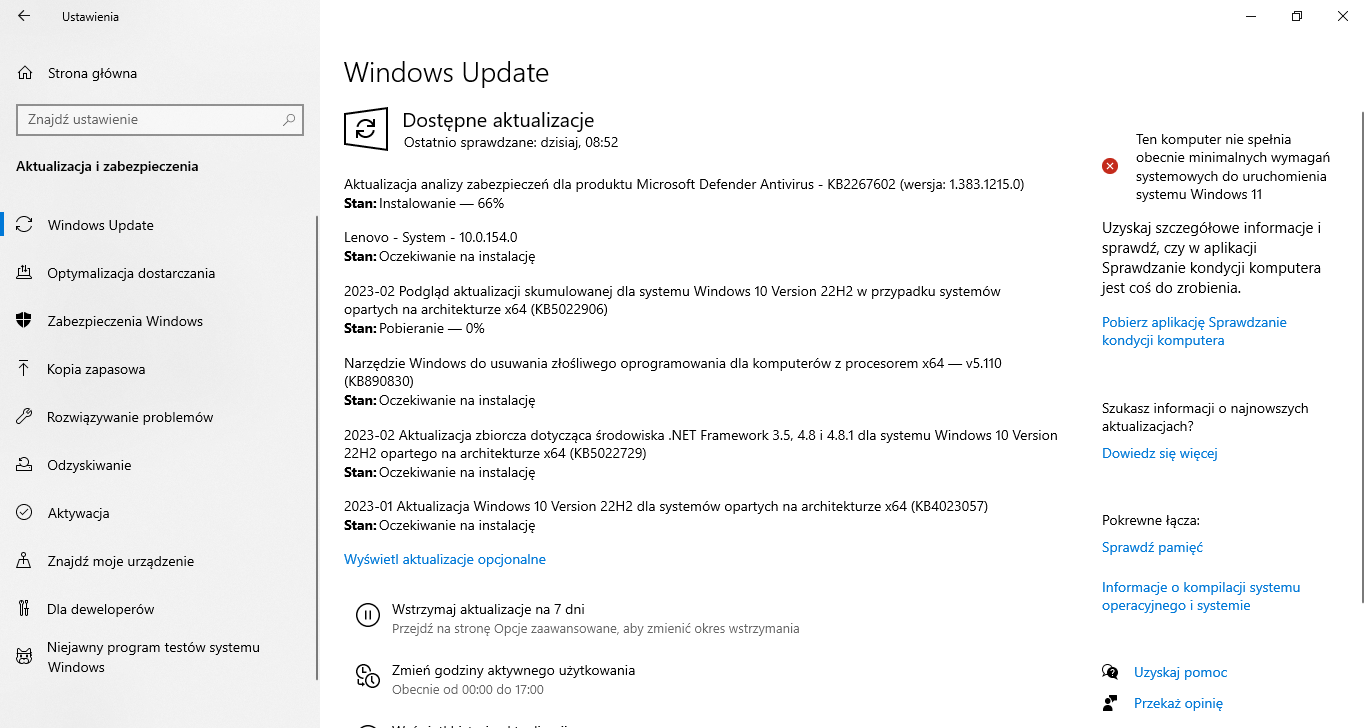 Ustawienia
Strona główna
Znajdź ustawienie
Aktualizacja i zabezpieczenia
Windows Update
Optymalizacja dostarczania
Zabezpieczenia Windows
Kopia zapasowa
Rozwiązywanie problemów
Odzyskiwanie
Aktywacja
Znajdź moje urządzenie
Dla deweloperów
Niejawny program testów systemu
Windows
Windows Update
Dostępne aktualizacje
Ostatnio sprawdzane: dzisiaj, 08:52
Aktualizacja analizy zabezpieczeń dla produktu Microsoft Defender Antivirus - KB2267602 (wersja: 1.383.1215.0)
Stan: Instalowanie — 66%
Lenovo - System - 10.0.154.0
Stan: Oczekiwanie na instalację
2023-02 Podgląd aktualizacji skumulowanej dla systemu Windows 10 Version 22H2 w przypadku systemów
opartych na architekturze x64 (KB5022906)
Stan: Pobieranie — 0%
Narzędzie Windows do usuwania złośliwego oprogramowania dla komputerów z procesorem x64 — v5.110
(KB890830)
Stan: Oczekiwanie na instalację
2023-02 Aktualizacja zbiorcza dotycząca środowiska .NET Framework 3.5, 4.8 i 4.8.1 dla systemu Windows 10 Version
22H2 opartego na architekturze x64 (KB5022729)
Stan: Oczekiwanie na instalację
2023-01 Aktualizacja Windows 10 Version 22H2 dla systemów opartych na architekturze x64 (KB4023057)
Stan: Oczekiwanie na instalację
Wyświetl aktualizacje opcjonalne
Wstrzymaj aktualizacje na 7 dni
Przejdź na stronę Opcje zaawansowane, aby zmienić okres wstrzymania
Zmień godziny aktywnego użytkowania
Obecnie od 00:00 do 17:00
Ten komputer nie spełnia
obecnie minimalnych wymagań
systemowych do uruchomienia
systemu Windows 11
Uzyskaj szczegółowe informacje i
sprawdź, czy w aplikacji
Sprawdzanie kondycji komputera
jest coś do zrobienia.
Pobierz aplikację Sprawdzanie
kondycji komputera
Szukasz informacji o najnowszych
aktualizacjach?
Dowiedz się więcej
Pokrewne łącza:
Sprawdź pamięć
Informacje o kompilacji systemu
operacyjnego i systemie
Uzyskaj pomoc
Przekaż opinię